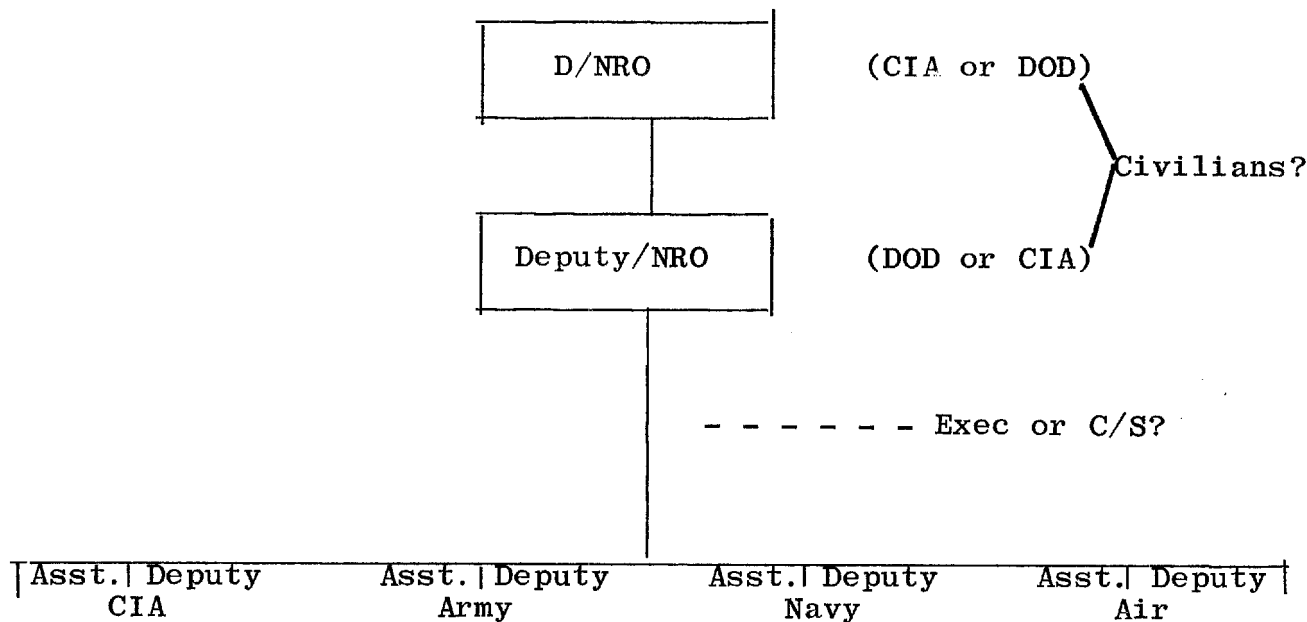 D/NRO (CIA or DOD)
Civilians?
Deputy/NRO (DOD or CIA)
- - - - - - Exec or C/S?
Asst. Deputy Asst. Deputy Asst. Deputy Asst. Deputy
CIA Army Navy Air